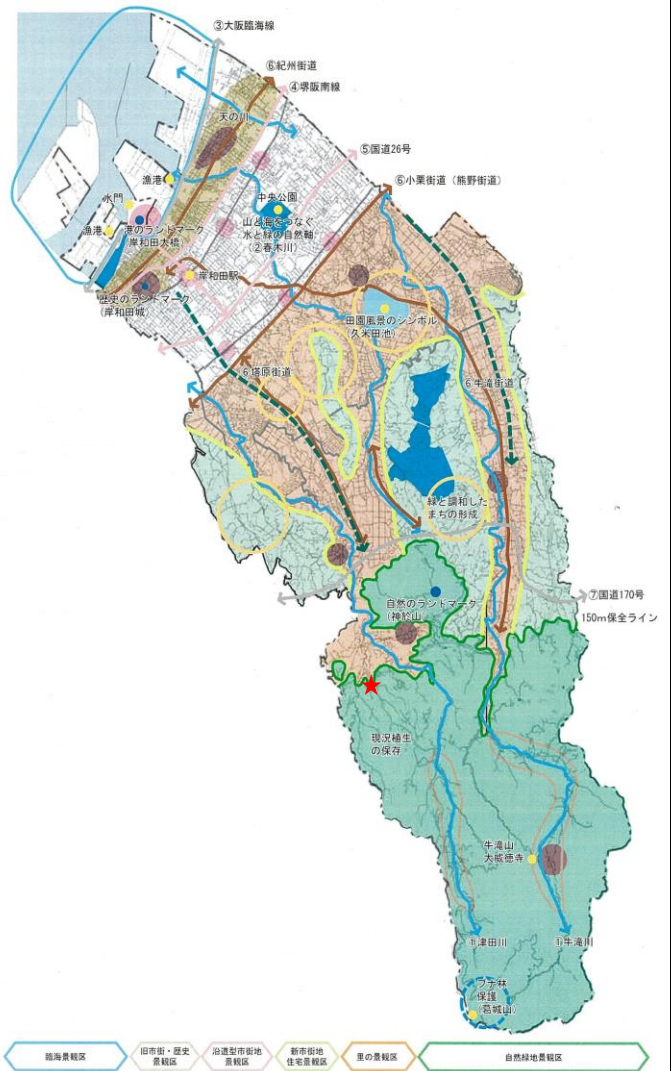 ③大阪臨海線
⑥紀州街道
④堺阪南線
天の川
⑤国道26号
漁港
⑥小栗街道（熊野街道）
水門
中央公園
山と海をつなぐ
水と緑の自然軸
（②春木川）
漁港
港のランドマーク
（岸和田大橋）
岸和田駅
歴史のランドマーク
（岸和田城）
田園風景のシンボル
（久米田池）
⑥塔原街道
⑥牛滝街道
緑と調和した
まちの形成
⑦国道170号
自然のランドマーク
（神於山）
150m保全ライン
現況植生
の保存
牛滝山
大威徳寺
①津田川
①牛滝川
ブナ林
保護
（葛城山）
臨海景観区
旧市街・歴史
景観区
沿道型市街地
景観区
新市街地
住宅景観区
里の景観区
自然緑地景観区